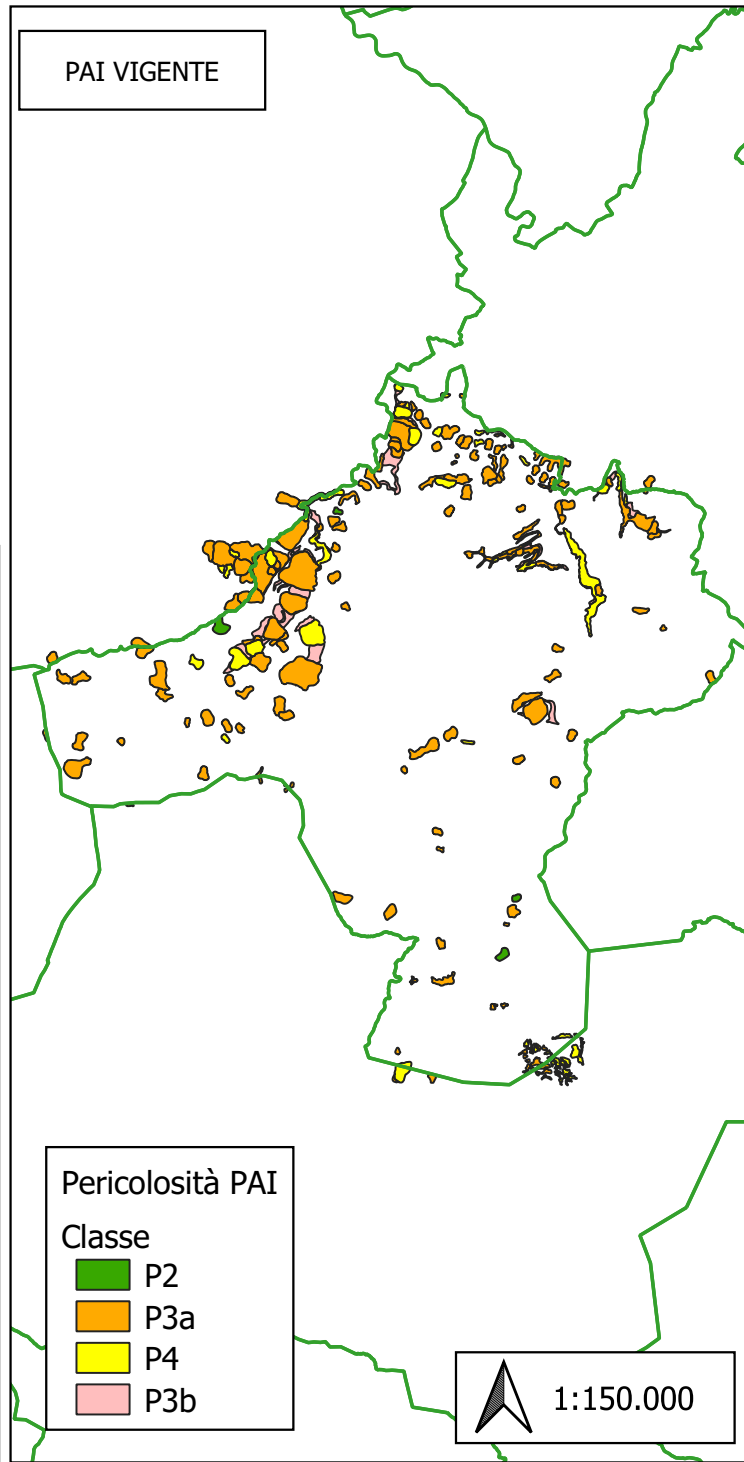 PAI VIGENTE
Pericolosità PAI
Classe
P2
P3a
P4
P3b
1:150.000